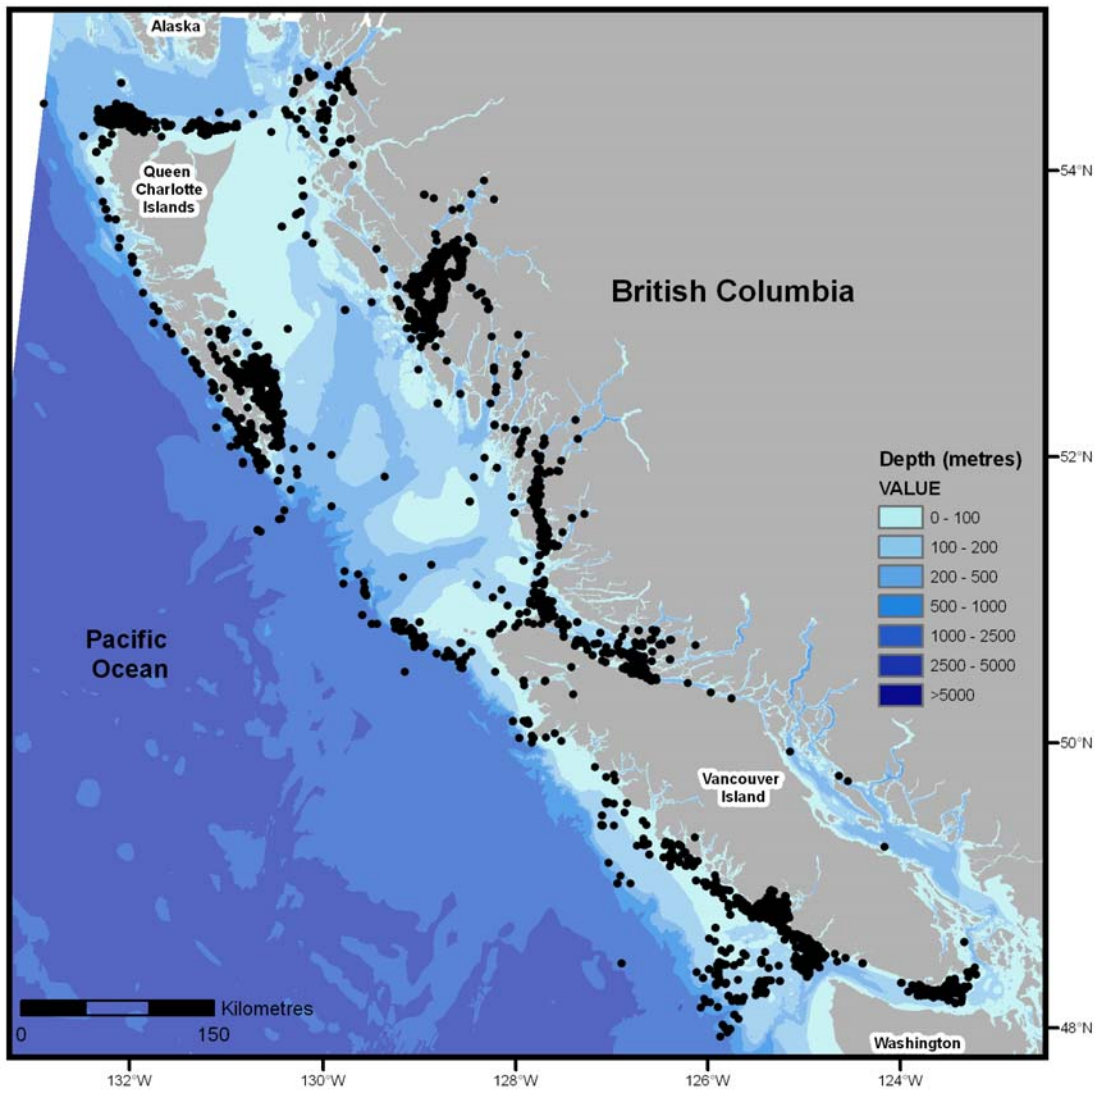 Alaska
Queen
Charlotte
Islands
54°N
British Columbia
52°N
Depth (metres)
VALUE
0 - 100
100 - 200
200 - 500
500 - 1000
1000 - 2500
2500 - 5000
>5000
Pacific
Ocean
50°N
Vancouver
Island
Kilometres
0 150
48°N
Washington
132°W 130°W 128°W 126°W 124°W